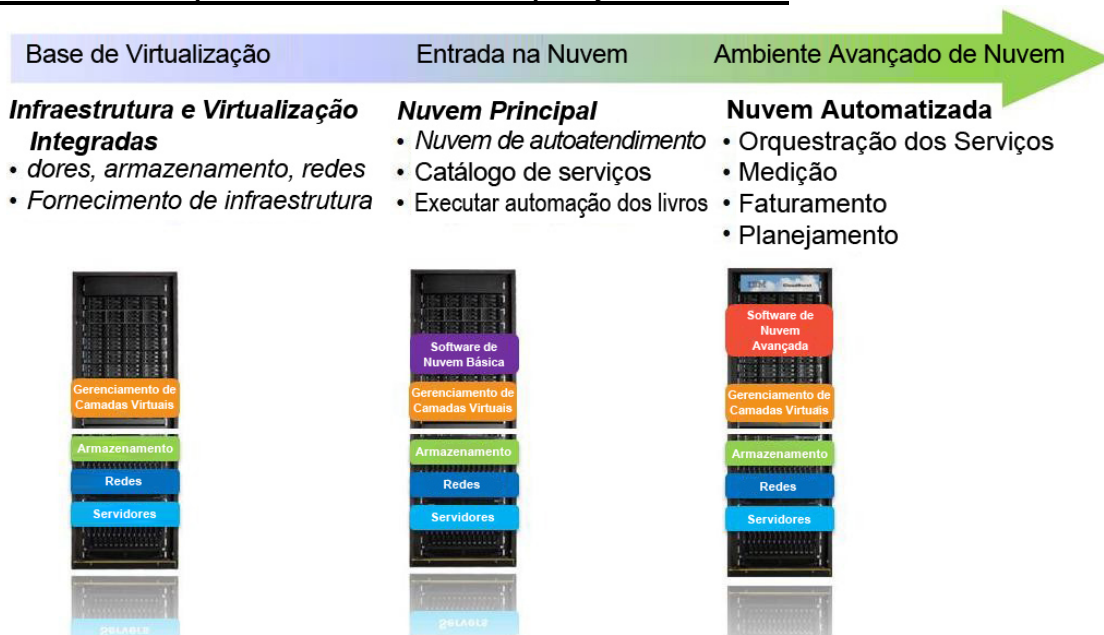 Base de Virtualização
Entrada na Nuvem
Ambiente Avançado de Nuvem
Infraestrutura e Virtualização
Integradas
• dores, armazenamento, redes
• Fornecimento de infraestrutura
Nuvem Principal
• Nuvem de autoatendimento
• Catálogo de serviços
• Executar automação dos livros
Nuvem Automatizada
• Orquestração dos Serviços
• Medição
• Faturamento
• Planejamento
Gerenciamento de
Camadas Virtuais
Armazenamento
Redes
Servidores
Servers
Software de
Nuvem Básica
Gerenciamento de
Camadas Virtuais
Armazenamento
Redes
Servidores
Servers
IBM CloudBurst
Software de
Nuvem
Avançada
Gerenciamento de
Camadas Virtuais
Armazenamento
Redes
Servidores